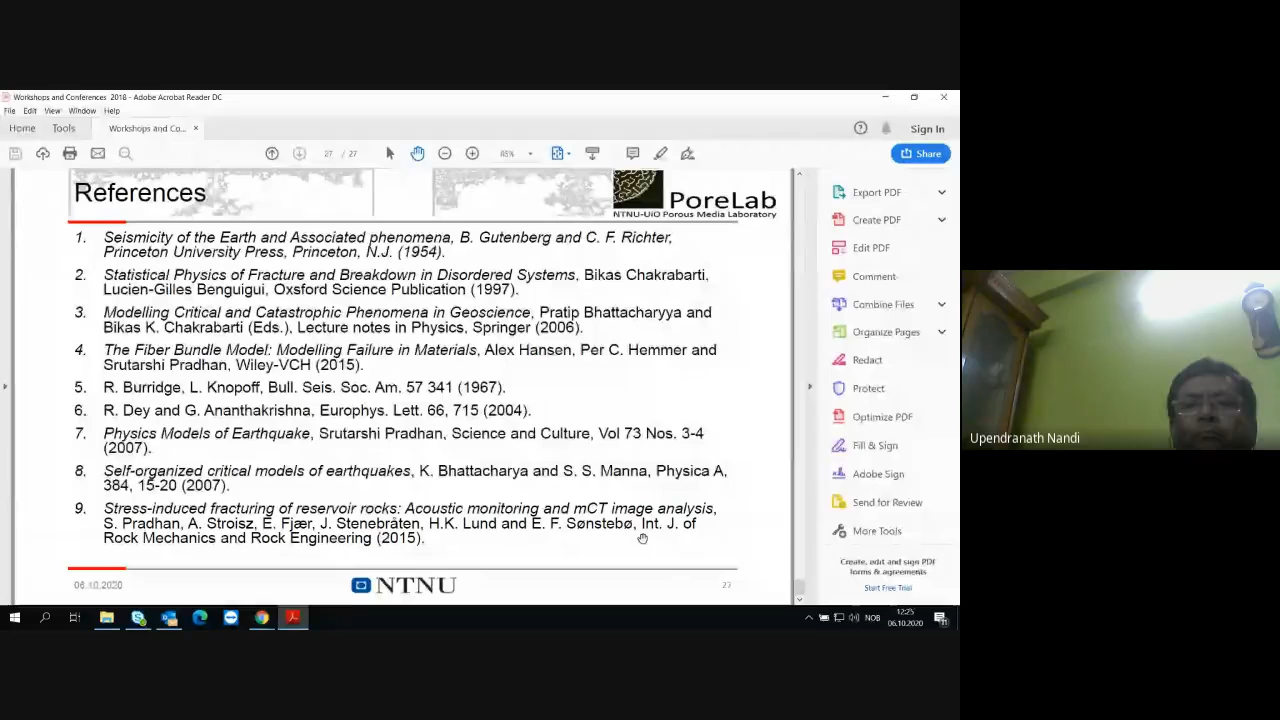 Workshops and Conferences 2018 - Adobe Acrobat Reader DC
File Edit View Window Help
Home Tools Workshops and Co... × Sign In
27 / 27 85% Share
References
PoreLab
NTNU-UiO Porous Media Laboratory
1. Seismicity of the Earth and Associated phenomena, B. Gutenberg and C. F. Richter,
Princeton University Press, Princeton, N.J. (1954).
2. Statistical Physics of Fracture and Breakdown in Disordered Systems, Bikas Chakrabarti,
Lucien-Gilles Benguigui, Oxsford Science Publication (1997).
3. Modelling Critical and Catastrophic Phenomena in Geoscience, Pratip Bhattacharyya and
Bikas K. Chakrabarti (Eds.), Lecture notes in Physics, Springer (2006).
4. The Fiber Bundle Model: Modelling Failure in Materials, Alex Hansen, Per C. Hemmer and
Srutarshi Pradhan, Wiley-VCH (2015).
5. R. Burridge, L. Knopoff, Bull. Seis. Soc. Am. 57 341 (1967).
6. R. Dey and G. Ananthakrishna, Europhys. Lett. 66, 715 (2004).
7. Physics Models of Earthquake, Srutarshi Pradhan, Science and Culture, Vol 73 Nos. 3-4
(2007).
8. Self-organized critical models of earthquakes, K. Bhattacharya and S. S. Manna, Physica A,
384, 15-20 (2007).
9. Stress-induced fracturing of reservoir rocks: Acoustic monitoring and mCT image analysis,
S. Pradhan, A. Stroisz, E. Fjær, J. Stenebråten, H.K. Lund and E. F. Sønstebø, Int. J. of
Rock Mechanics and Rock Engineering (2015).
06.10.2020 NTNU 27
Export PDF
Create PDF
Edit PDF
Comment
Combine Files
Organize Pages
Redact
Protect
Optimize PDF
Fill & Sign
Adobe Sign
Send for Review
More Tools
Create, edit and sign PDF
forms & agreements
Start Free Trial
NOB
12:25
06.10.2020
Upendranath Nandi